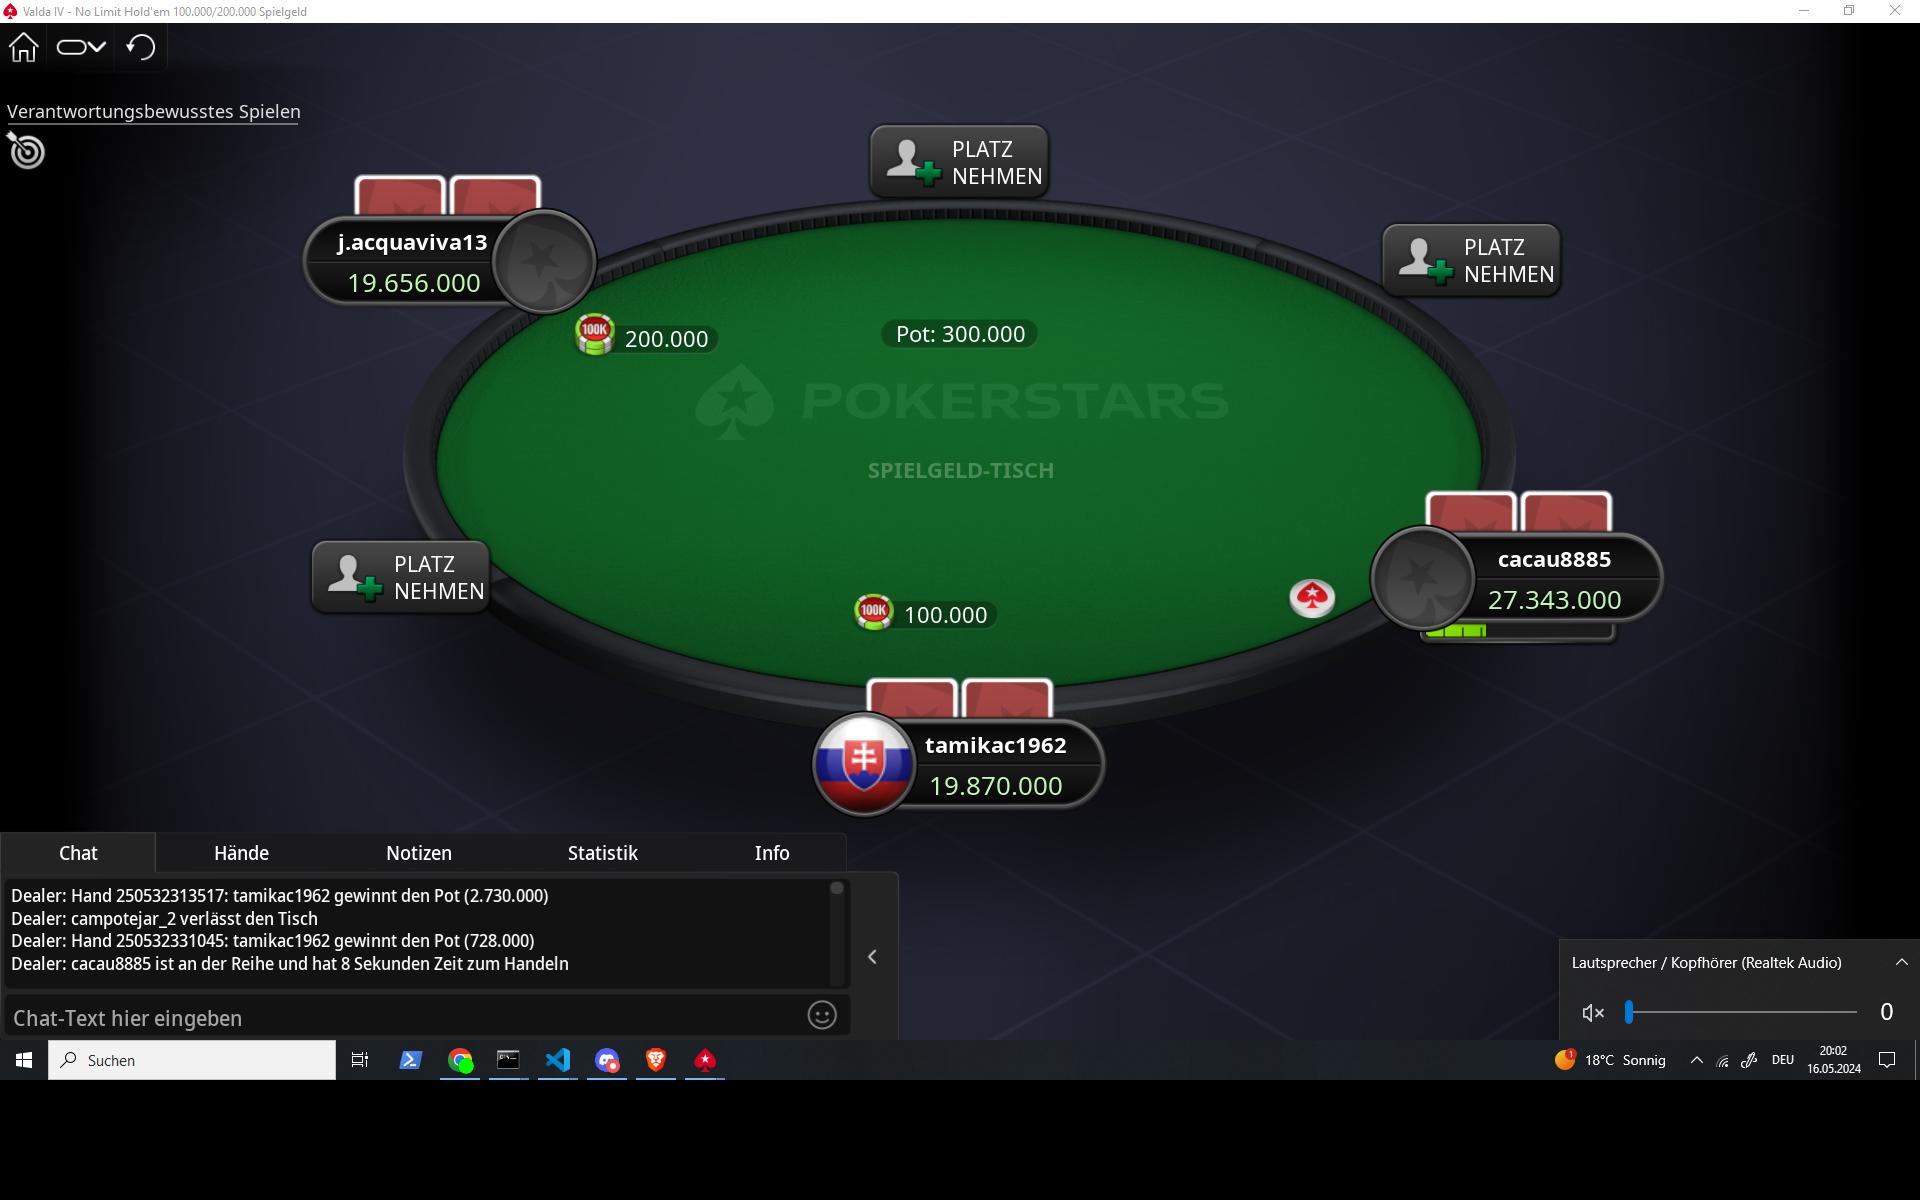 Valda IV - No Limit Hold'em 100.000/200.000 Spielgeld
Verantwortungsbewusstes Spielen
PLATZ
NEHMEN
j.acquaviva13
19.656.000
PLATZ
NEHMEN
100K
200.000
Pot: 300.000
POKERSTARS
SPIELGELD-TISCH
cacau8885
27.343.000
PLATZ
NEHMEN
100K
100.000
tamikac1962
19.870.000
Chat
Hände
Notizen
Statistik
Info
Dealer: Hand 250532313517: tamikac1962 gewinnt den Pot (2.730.000)
Dealer: campotejar_2 verlässt den Tisch
Dealer: Hand 250532331045: tamikac1962 gewinnt den Pot (728.000)
Dealer: cacau8885 ist an der Reihe und hat 8 Sekunden Zeit zum Handeln
Chat-Text hier eingeben
Lautsprecher / Kopfhörer (Realtek Audio)
0
Suchen
1
18°C Sonnig
DEU
20:02
16.05.2024